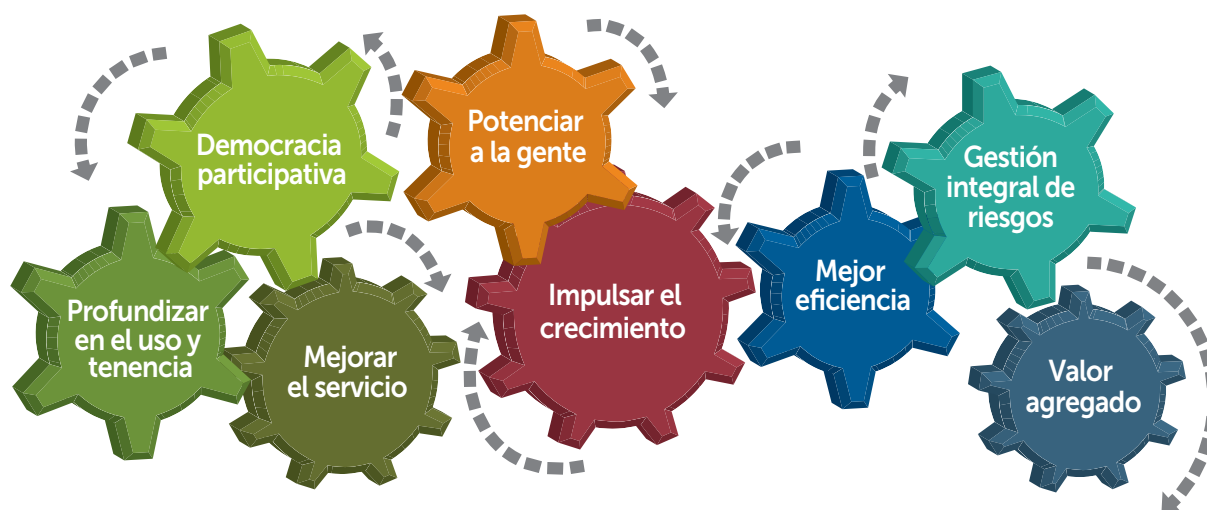 Democracia
participativa
Potenciar
a la gente
Gestión
integral de
riesgos
Profundizar
en el uso y
tenencia
Mejorar
el servicio
Impulsar el
crecimiento
Mejor
eficiencia
Valor
agregado